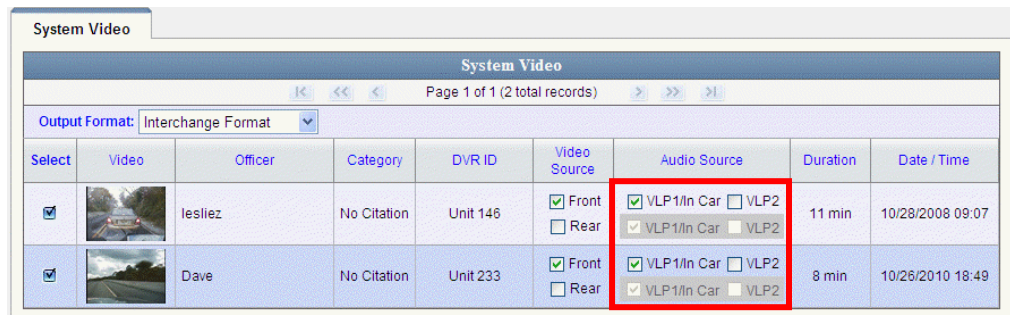 System Video
System Video
Page 1 of 1 (2 total records)
Output Format: Interchange Format
Select Video Officer Category DVR ID Video Source Audio Source Duration Date / Time
lesliez No Citation Unit 146 Front VLP1/In Car VLP2 11 min 10/28/2008 09:07
Rear VLP1/In Car VLP2
Dave No Citation Unit 233 Front VLP1/In Car VLP2 8 min 10/26/2010 18:49
Rear VLP1/In Car VLP2